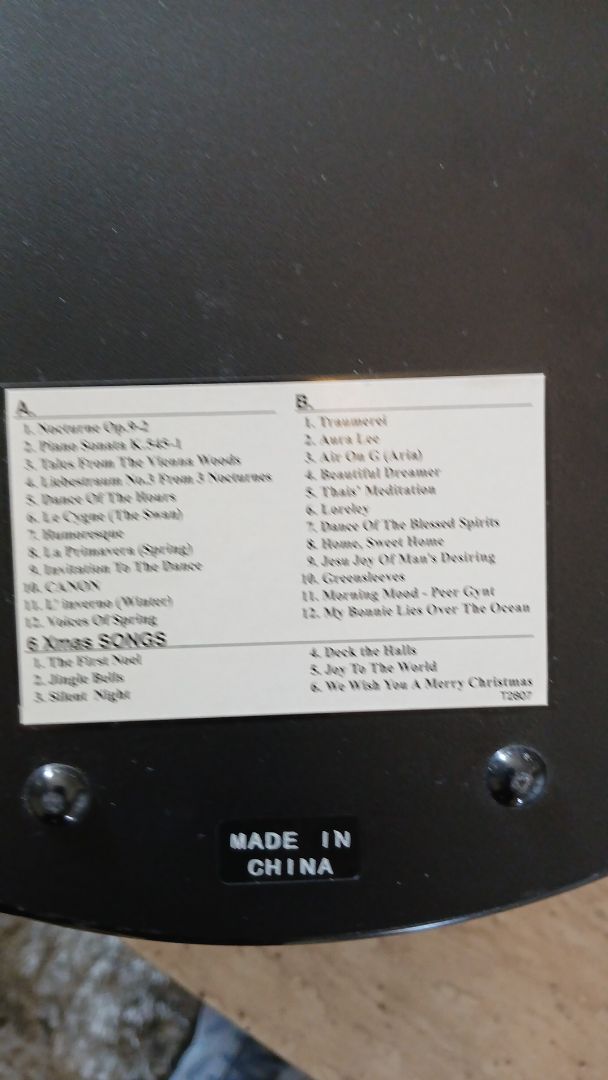 A.
1. Nocturne Op.9-2
2. Piano Sonata K.545-1
3. Tales From The Vienna Woods
4. Liebestraum No.3 From 3 Nocturnes
5. Dance Of The Hours
6. Le Cygne (The Swan)
7. Humoresque
8. La Primavera (Spring)
9. Invitation To The Dance
10. CANON
11. L' inverno (Winter)
12. Voices Of Spring
B.
1. Traumerei
2. Aura Lee
3. Air On G (Aria)
4. Beautiful Dreamer
5. Thais' Meditation
6. Loreley
7. Dance Of The Blessed Spirits
8. Home, Sweet Home
9. Jesu Joy Of Man's Desiring
10. Greensleeves
11. Morning Mood - Peer Gynt
12. My Bonnie Lies Over The Ocean
6 Xmas SONGS
1. The First Noel
2. Jingle Bells
3. Silent Night
4. Deck the Halls
5. Joy To The World
6. We Wish You A Merry Christmas
T2807
MADE IN
CHINA